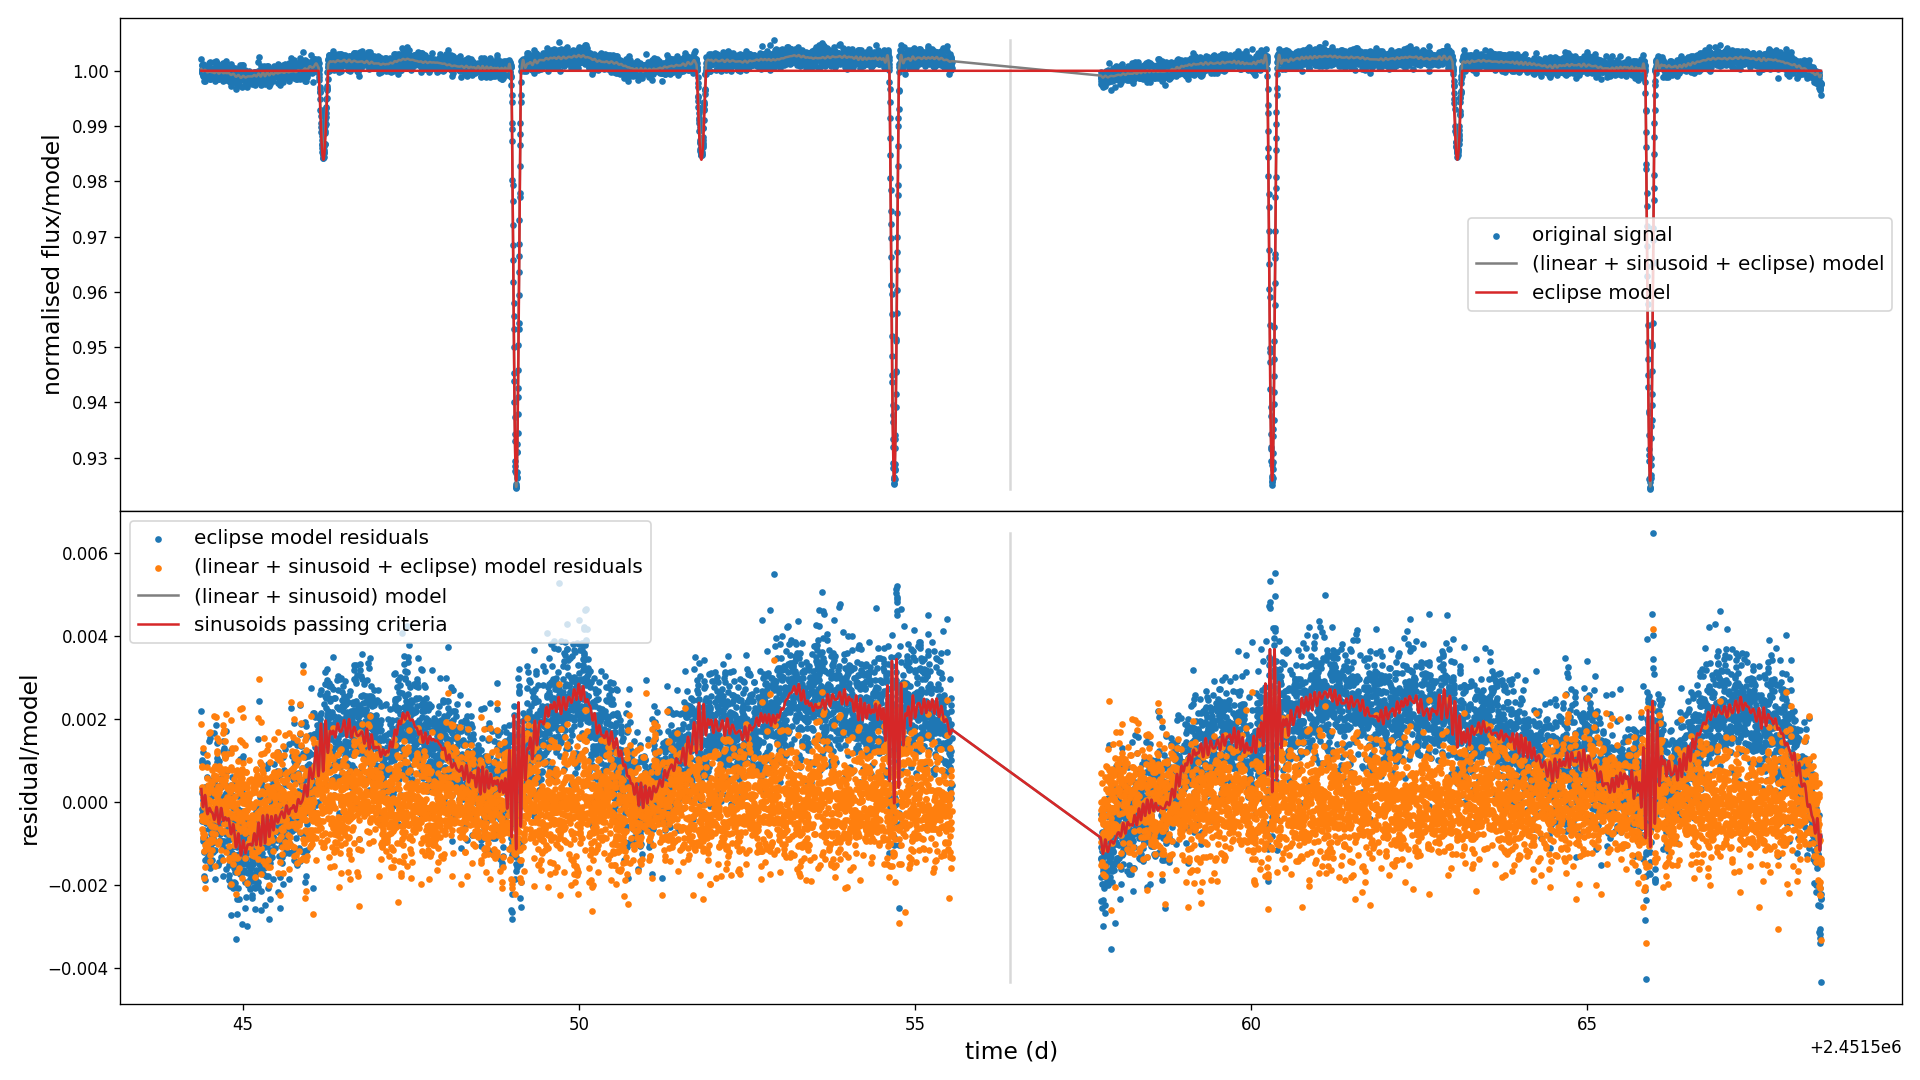 normalised flux/model
1.00
0.99
0.98
0.97
0.96
0.95
0.94
0.93
original signal
(linear + sinusoid + eclipse) model
eclipse model
residual/model
0.006
0.004
0.002
0.000
−0.002
−0.004
eclipse model residuals
(linear + sinusoid + eclipse) model residuals
(linear + sinusoid) model
sinusoids passing criteria
45 50 55 60 65
time (d)
+2.4515e6